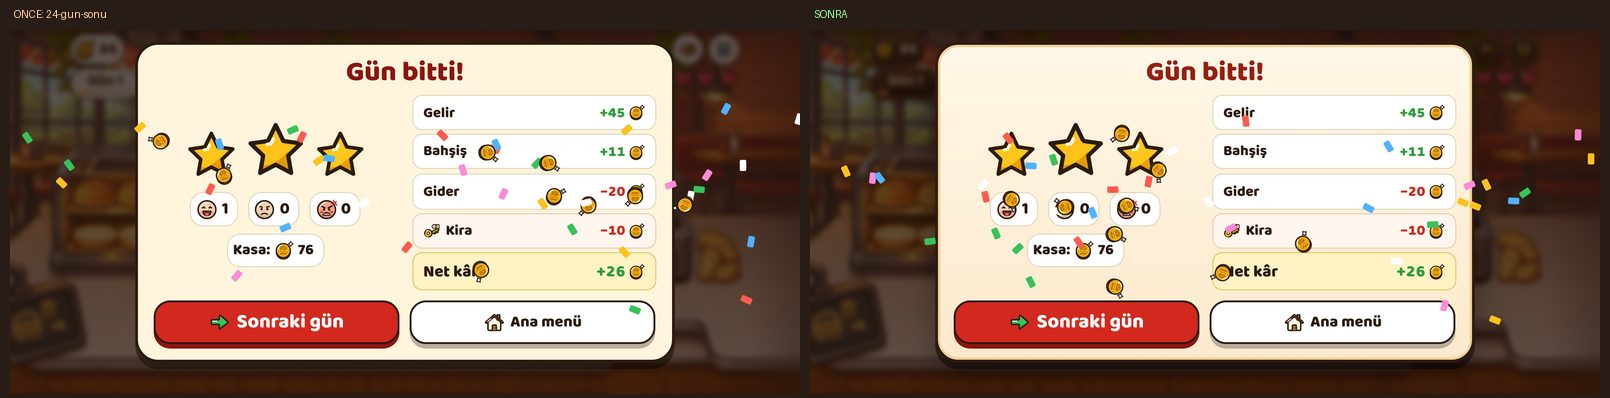 ONCE: 24-gun-sonu
Gün bitti!
Gelir +45
Bahşiş +11
Gider -20
Kira -10
Net kâr +26
1 0 0
Kasa: 76
Sonraki gün
Ana menü
SONRA
Gün bitti!
Gelir +45
Bahşiş +11
Gider -20
Kira -10
Net kâr +26
1 0 0
Kasa: 76
Sonraki gün
Ana menü